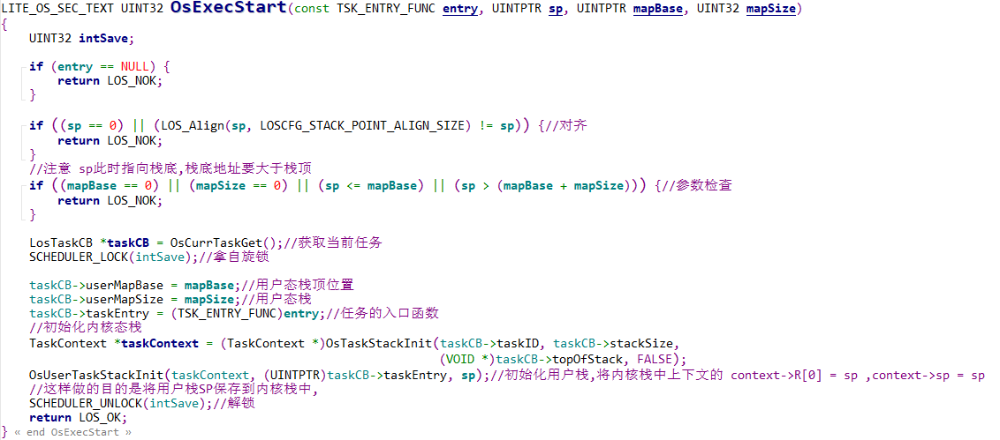 LITE_OS_SEC_TEXT UINT32 OsExecStart(const TSK_ENTRY_FUNC entry, UINTPTR sp, UINTPTR mapBase, UINT32 mapSize)
{
    UINT32 intSave;

    if (entry == NULL) {
        return LOS_NOK;
    }

    if ((sp == 0) || (LOS_Align(sp, LOSCFG_STACK_POINT_ALIGN_SIZE) != sp)) {//对齐
        return LOS_NOK;
    }
    //注意 sp此时指向栈底,栈底地址要大于栈顶
    if ((mapBase == 0) || (mapSize == 0) || (sp <= mapBase) || (sp > (mapBase + mapSize))) {//参数检查
        return LOS_NOK;
    }

    LosTaskCB *taskCB = OsCurrTaskGet();//获取当前任务
    SCHEDULER_LOCK(intSave);//拿自旋锁

    taskCB->userMapBase = mapBase;//用户态栈顶位置
    taskCB->userMapSize = mapSize;//用户态栈
    taskCB->taskEntry = (TSK_ENTRY_FUNC)entry;//任务的入口函数
    //初始化内核态栈
    TaskContext *taskContext = (TaskContext *)OsTaskStackInit(taskCB->taskID, taskCB->stackSize,
                                                              (VOID *)taskCB->topOfStack, FALSE);
    OsUserTaskStackInit(taskContext, (UINTPTR)taskCB->taskEntry, sp);//初始化用户栈,将内核栈中上下文的 context->R[0] = sp ,context->sp = sp
    //这样做的目的是将用户栈SP保存到内核栈中,
    SCHEDULER_UNLOCK(intSave);//解锁
    return LOS_OK;
} « end OsExecStart »